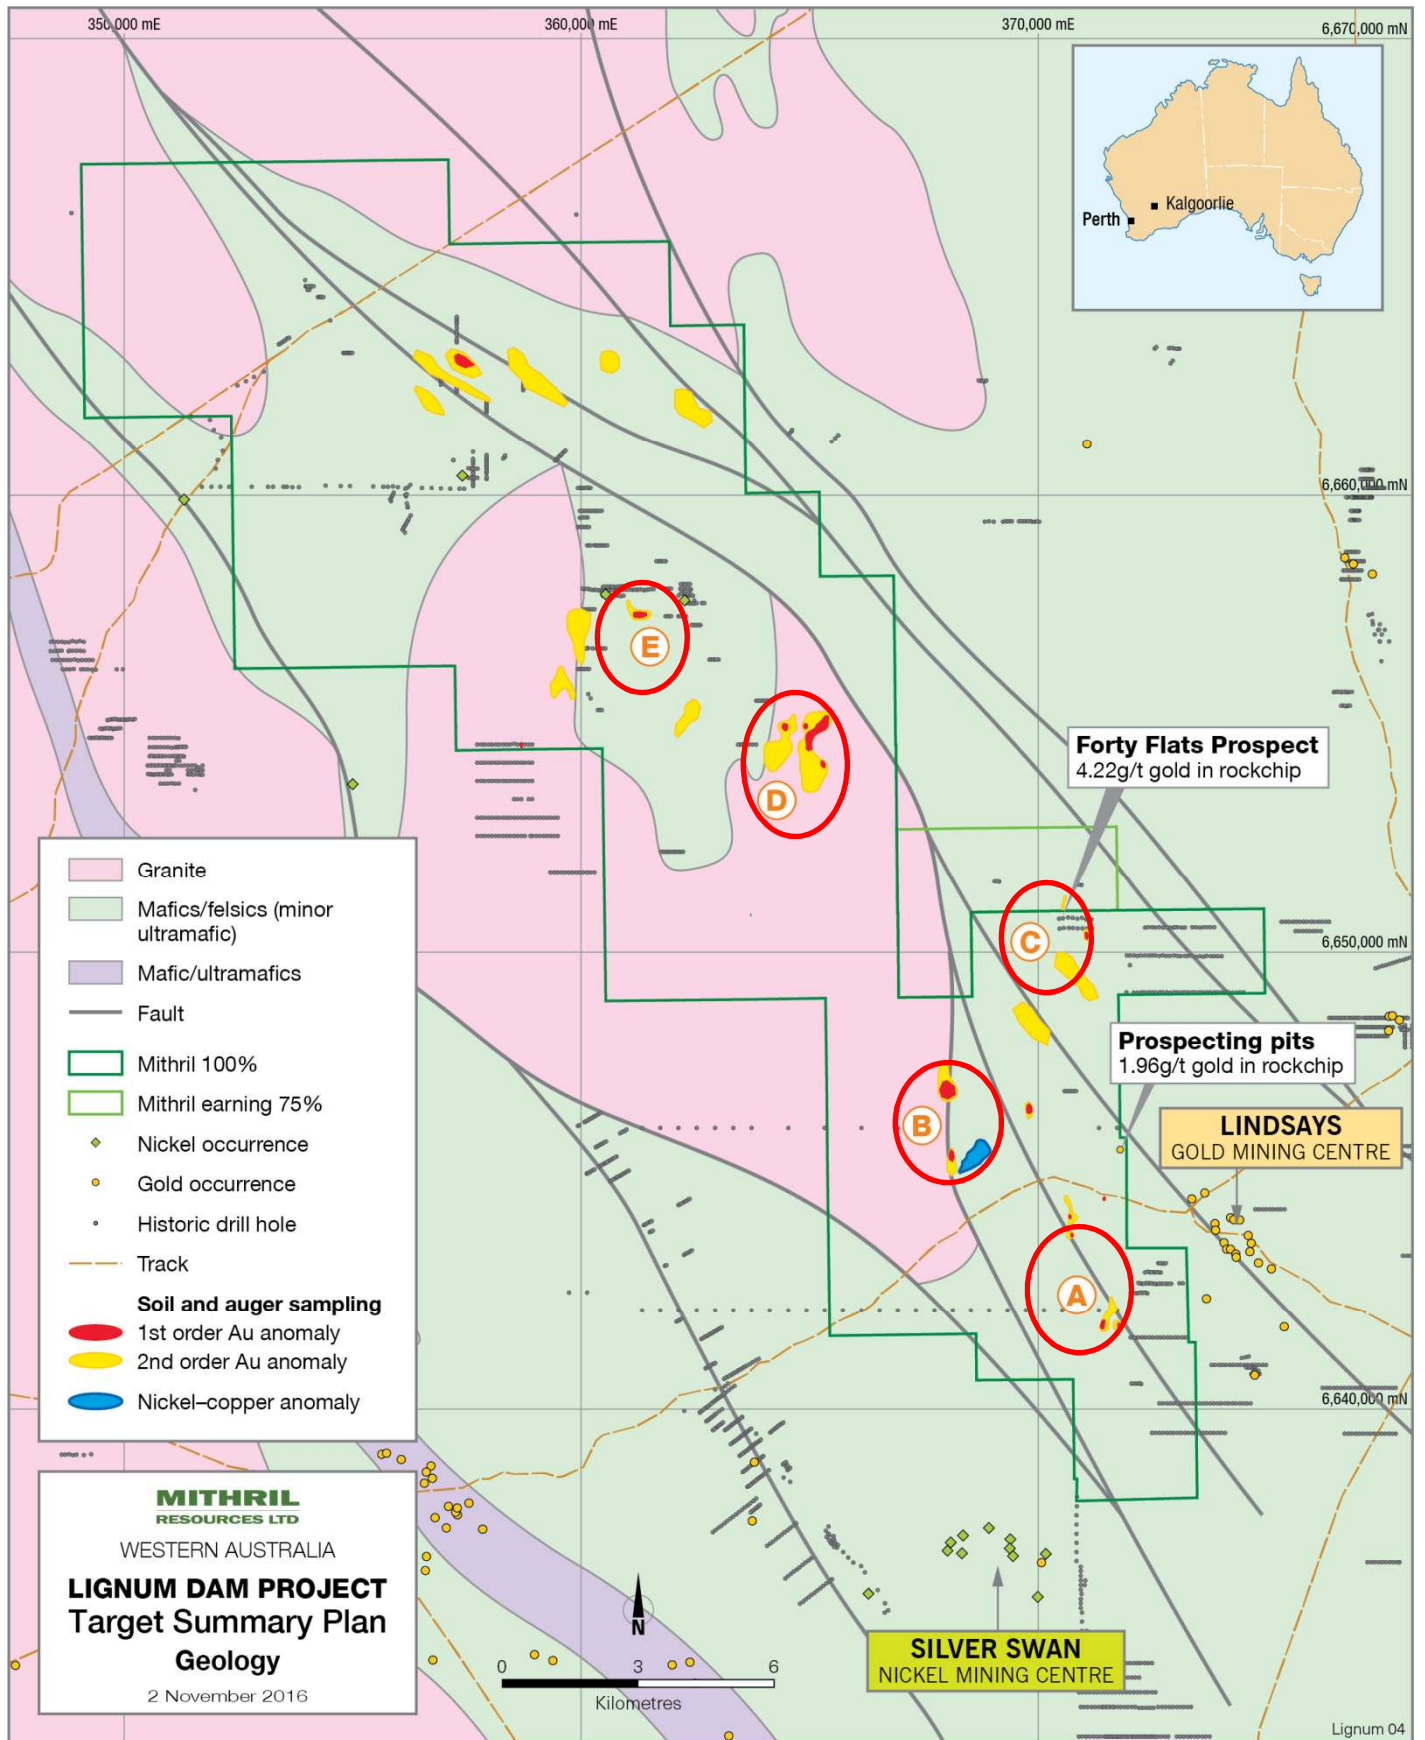 350,000 mE
360,000 mE
370,000 mE
6,670,000 mN
Kalgoorlie
Perth
6,660,000 mN
E
D
Forty Flats Prospect
4.22g/t gold in rockchip
C
6,650,000 mN
Prospecting pits
1.96g/t gold in rockchip
B
LINDSAYS
GOLD MINING CENTRE
A
6,640,000 mN
Granite
Mafics/felsics (minor
ultramafic)
Mafic/ultramafics
Fault
Mithril 100%
Mithril earning 75%
Nickel occurrence
Gold occurrence
Historic drill hole
Track
Soil and auger sampling
1st order Au anomaly
2nd order Au anomaly
Nickel–copper anomaly
MITHRIL
RESOURCES LTD
WESTERN AUSTRALIA
LIGNUM DAM PROJECT
Target Summary Plan
Geology
2 November 2016
N
0 3 6
Kilometres
SILVER SWAN
NICKEL MINING CENTRE
Lignum 04